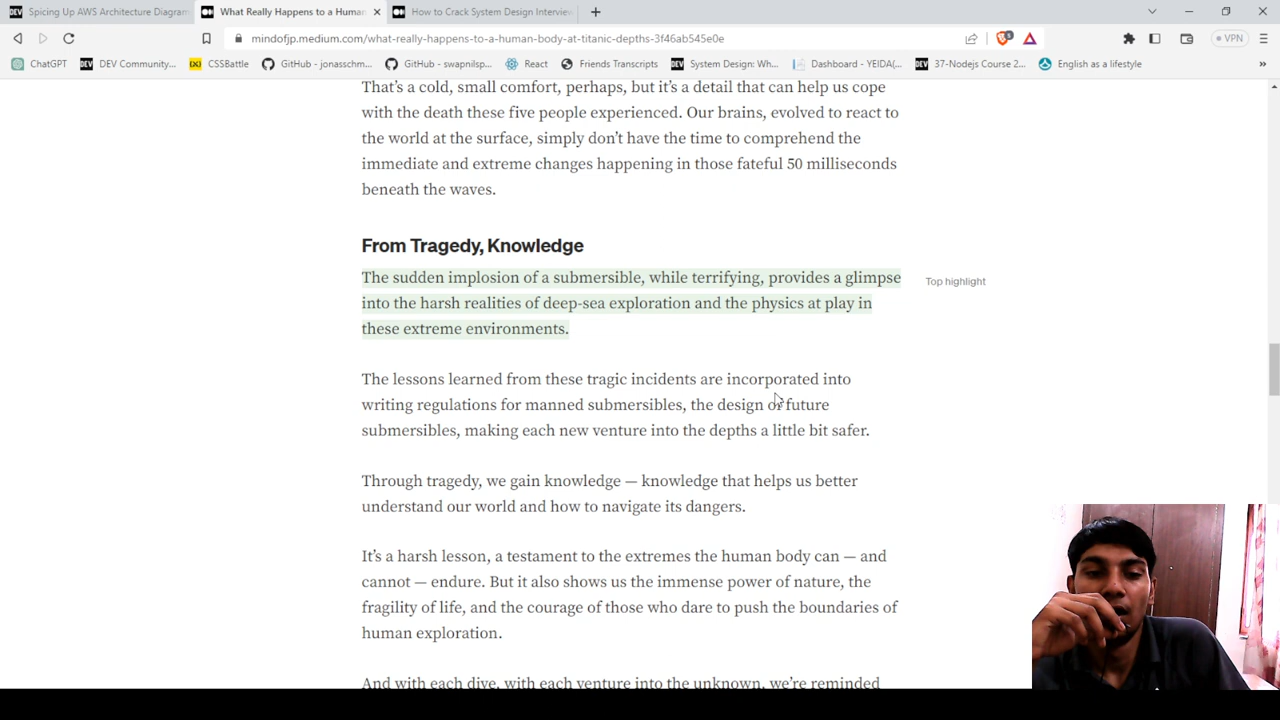 Spicing Up AWS Architecture Diagram
What Really Happens to a Human
How to Crack System Design Interview
mindofjp.medium.com/what-really-happens-to-a-human-body-at-titanic-depths-3f46ab545e0e
VPN
ChatGPT
DEV Community...
CSSBattle
GitHub - jonasschm...
GitHub - swapnilsp...
React
Friends Transcripts
System Design: Wh...
Dashboard - YEIDA(...
37-Nodejs Course 2...
English as a lifestyle
That's a cold, small comfort, perhaps, but it's a detail that can help us cope
with the death these five people experienced. Our brains, evolved to react to
the world at the surface, simply don't have the time to comprehend the
immediate and extreme changes happening in those fateful 50 milliseconds
beneath the waves.
From Tragedy, Knowledge
The sudden implosion of a submersible, while terrifying, provides a glimpse
Top highlight
into the harsh realities of deep-sea exploration and the physics at play in
these extreme environments.
The lessons learned from these tragic incidents are incorporated into
writing regulations for manned submersibles, the design of future
submersibles, making each new venture into the depths a little bit safer.
Through tragedy, we gain knowledge — knowledge that helps us better
understand our world and how to navigate its dangers.
It's a harsh lesson, a testament to the extremes the human body can — and
cannot — endure. But it also shows us the immense power of nature, the
fragility of life, and the courage of those who dare to push the boundaries of
human exploration.
And with each dive, with each venture into the unknown, we're reminded